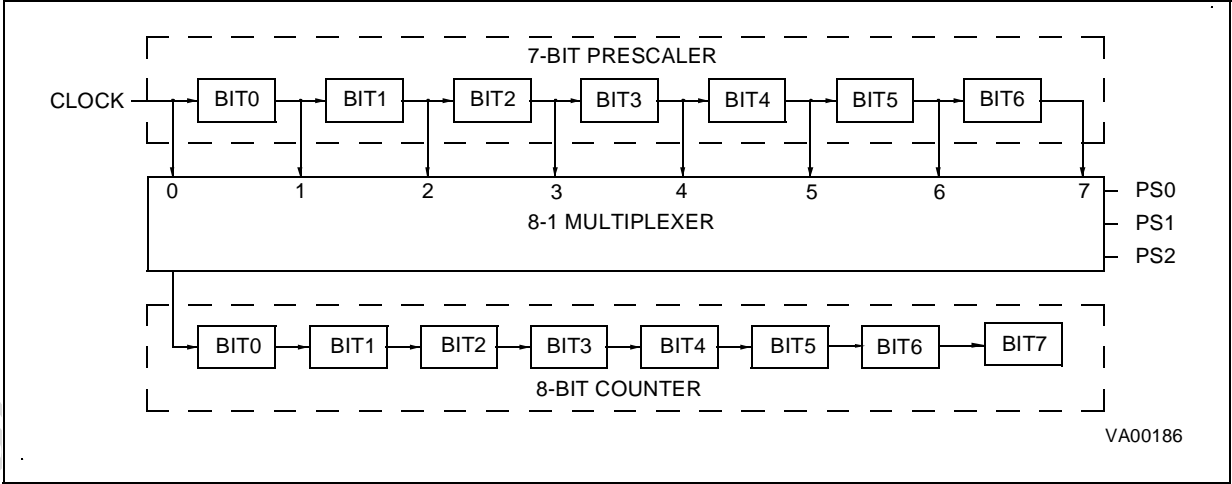 7-BIT PRESCALER
CLOCK BIT0 BIT1 BIT2 BIT3 BIT4 BIT5 BIT6
0 1 2 3 4 5 6 7 PS0
8-1 MULTIPLEXER PS1
PS2
BIT0 BIT1 BIT2 BIT3 BIT4 BIT5 BIT6 BIT7
8-BIT COUNTER
VA00186